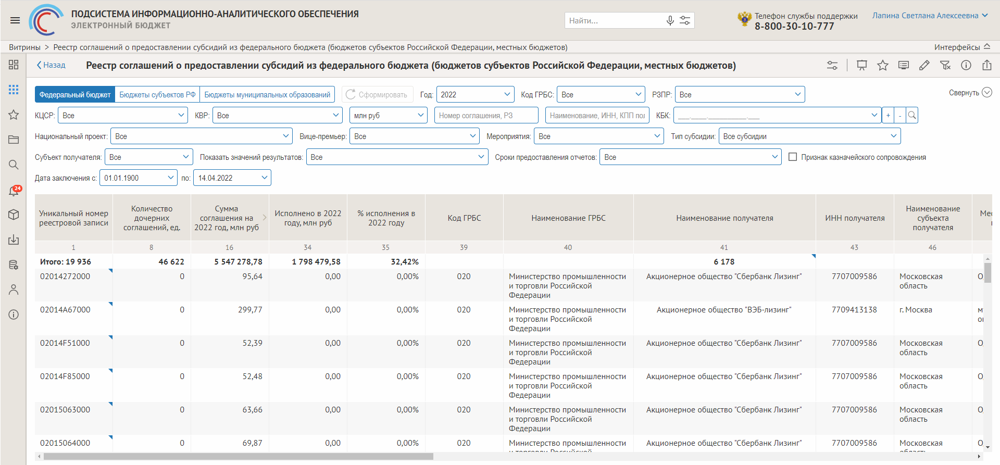 ПОДСИСТЕМА ИНФОРМАЦИОННО-АНАЛИТИЧЕСКОГО ОБЕСПЕЧЕНИЯ
ЭЛЕКТРОННЫЙ БЮДЖЕТ
Найти...
Телефон службы поддержки
8-800-30-10-777
Лапина Светлана Алексеевна
Витрины > Реестр соглашений о предоставлении субсидий из федерального бюджета (бюджетов субъектов Российской Федерации, местных бюджетов)
Интерфейсы
Назад
Реестр соглашений о предоставлении субсидий из федерального бюджета (бюджетов субъектов Российской Федерации, местных бюджетов)
24
Федеральный бюджет Бюджеты субъектов РФ Бюджеты муниципальных образований Сформировать Год: 2022 Код ГРБС: Все РЗПР: Все Свернуть
КЦСР: Все КВР: Все млн руб Номер соглашения, РЗ Наименование, ИНН, КПП пол КБК: ___.____.__________.___ + -
Национальный проект: Все Вице-премьер: Все Мероприятия: Все Тип субсидии: Все субсидии
Субъект получателя: Все Показать значений результатов: Все Сроки предоставления отчетов: Все Признак казначейского сопровождения
Дата заключения с: 01.01.1900 по: 14.04.2022
Уникальный номер
реестровой записи
Количество
дочерних
соглашений, ед.
Сумма
соглашения на
2022 год, млн руб
Исполнено в 2022
году, млн руб
% исполнения в
2022 году
Код ГРБС
Наименование ГРБС
Наименование получателя
ИНН получателя
Наименование
субъекта
получателя
1 8 16 34 35 39 40 41 43 46
Итого: 19 936 46 622 5 547 278,78 1 798 479,58 32,42% 6 178
02014272000 0 95,64 0,00 0,00% 020 Министерство промышленности Акционерное общество "Сбербанк Лизинг" 7707009586 Московская
и торговли Российской область
Федерации
02014A67000 0 299,77 0,00 0,00% 020 Министерство промышленности Акционерное общество "ВЭБ-лизинг" 7709413138 г. Москва
и торговли Российской
Федерации
02014F51000 0 52,39 0,00 0,00% 020 Министерство промышленности Акционерное общество "Сбербанк Лизинг" 7707009586 Московская
и торговли Российской область
Федерации
02014F85000 0 52,48 0,00 0,00% 020 Министерство промышленности Акционерное общество "Сбербанк Лизинг" 7707009586 Московская
и торговли Российской область
Федерации
02015063000 0 63,66 0,00 0,00% 020 Министерство промышленности Акционерное общество "Сбербанк Лизинг" 7707009586 Московская
и торговли Российской область
Федерации
02015064000 0 69,87 0,00 0,00% 020 Министерство промышленности Акционерное общество "Сбербанк Лизинг" 7707009586 Московская